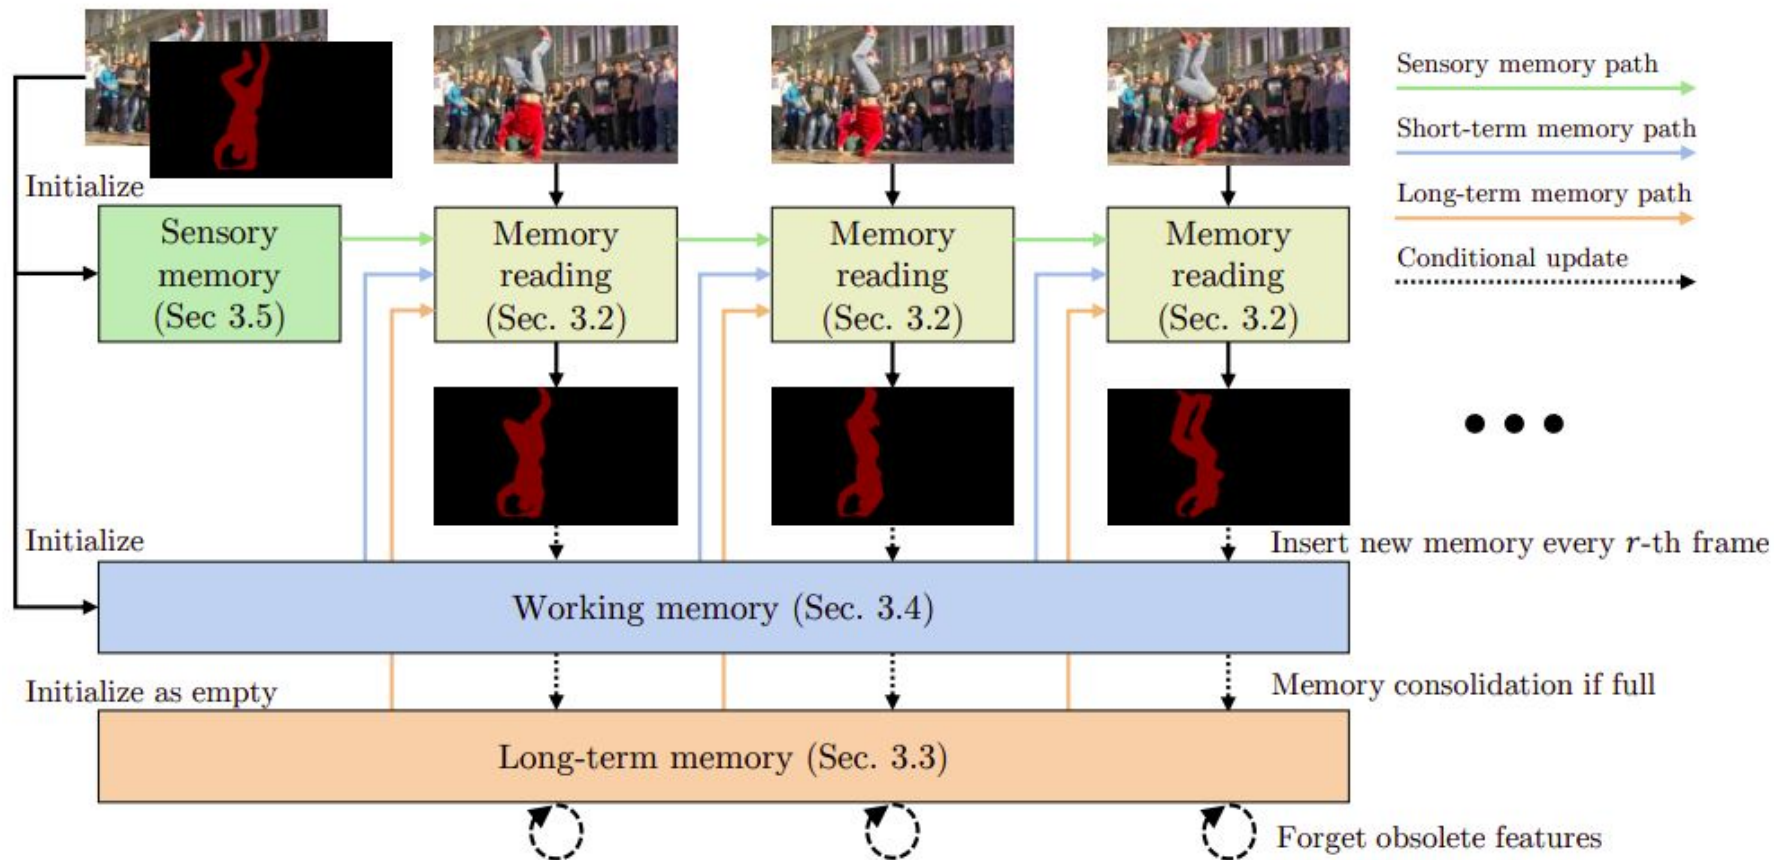 Initialize
Sensory
memory
(Sec 3.5)
Memory
reading
(Sec. 3.2)
Memory
reading
(Sec. 3.2)
Memory
reading
(Sec. 3.2)
Sensory memory path
Short-term memory path
Long-term memory path
Conditional update
Initialize
Insert new memory every r-th frame
Working memory (Sec. 3.4)
Initialize as empty
Memory consolidation if full
Long-term memory (Sec. 3.3)
Forget obsolete features